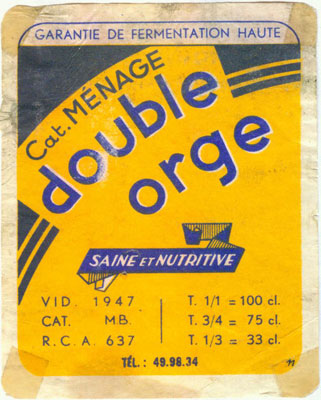 GARANTIE DE FERMENTATION HAUTE
Cat. MÉNAGE
double
orge
SAINE ET NUTRITIVE
VID. 1947
CAT. M.B.
R.C.A. 637
T. 1/1 = 100 cl.
T. 3/4 = 75 cl.
T. 1/3 = 33 cl.
TÉL. : 49.98.34